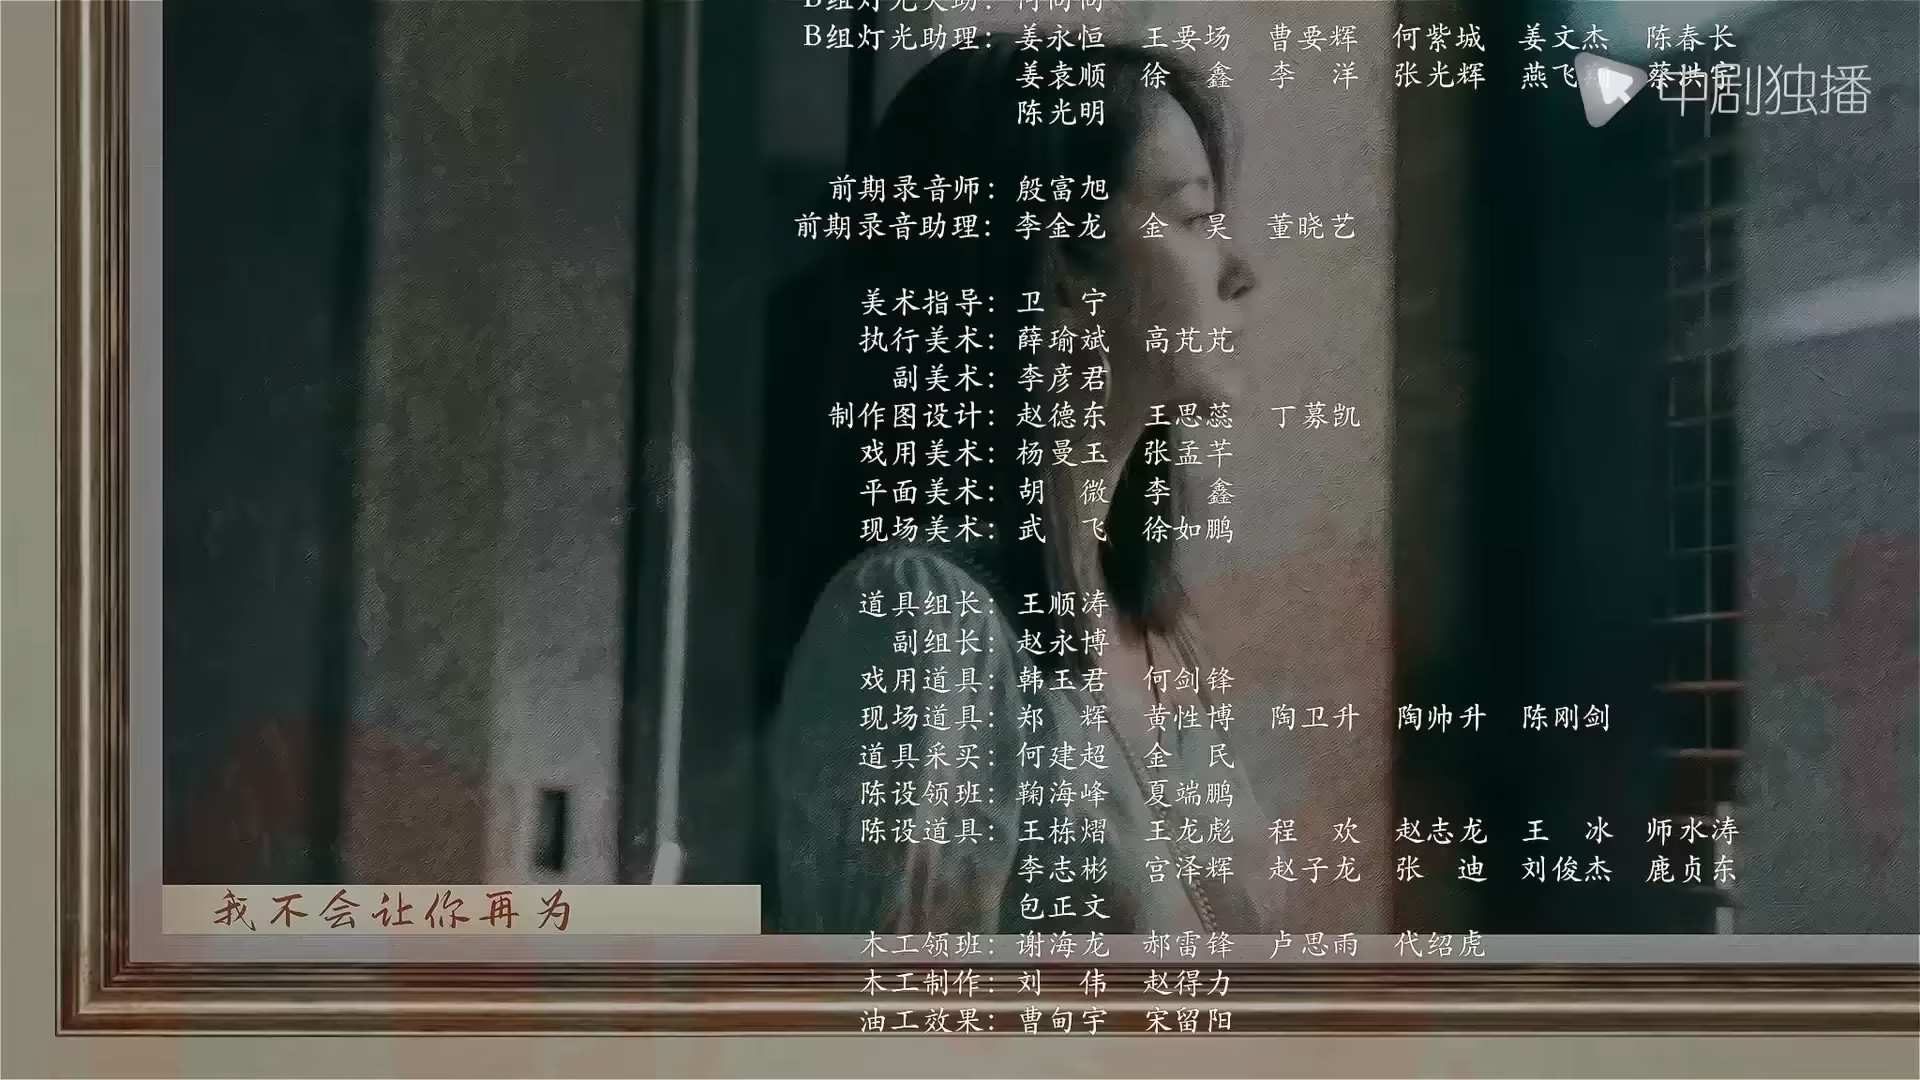 B组灯光助理：姜永恒　王要场　曹要辉　何紫城　姜文杰　陈春长
姜袁顺　徐　鑫　李　洋　张光辉　燕飞翔　蔡洪宇
陈光明
中剧独播
前期录音师：殷富旭
前期录音助理：李金龙　金　昊　董晓艺
美术指导：卫　宁
执行美术：薛瑜斌　高芃芃
副美术：李彦君
制作图设计：赵德东　王思蕊　丁募凯
戏用美术：杨曼玉　张孟芊
平面美术：胡　微　李　鑫
现场美术：武　飞　徐如鹏
道具组长：王顺涛
副组长：赵永博
戏用道具：韩玉君　何剑锋
现场道具：郑　辉　黄性博　陶卫升　陶帅升　陈刚剑
道具采买：何建超　金　民
陈设领班：鞠海峰　夏端鹏
陈设道具：王栋熠　王龙彪　程　欢　赵志龙　王　冰　师水涛
李志彬　宫泽辉　赵子龙　张　迪　刘俊杰　鹿贞东
包正文
我不会让你再为
木工领班：谢海龙　郝雷锋　卢思雨　代绍虎
木工制作：刘　伟　赵得力
油工效果：曹甸宇　宋留阳